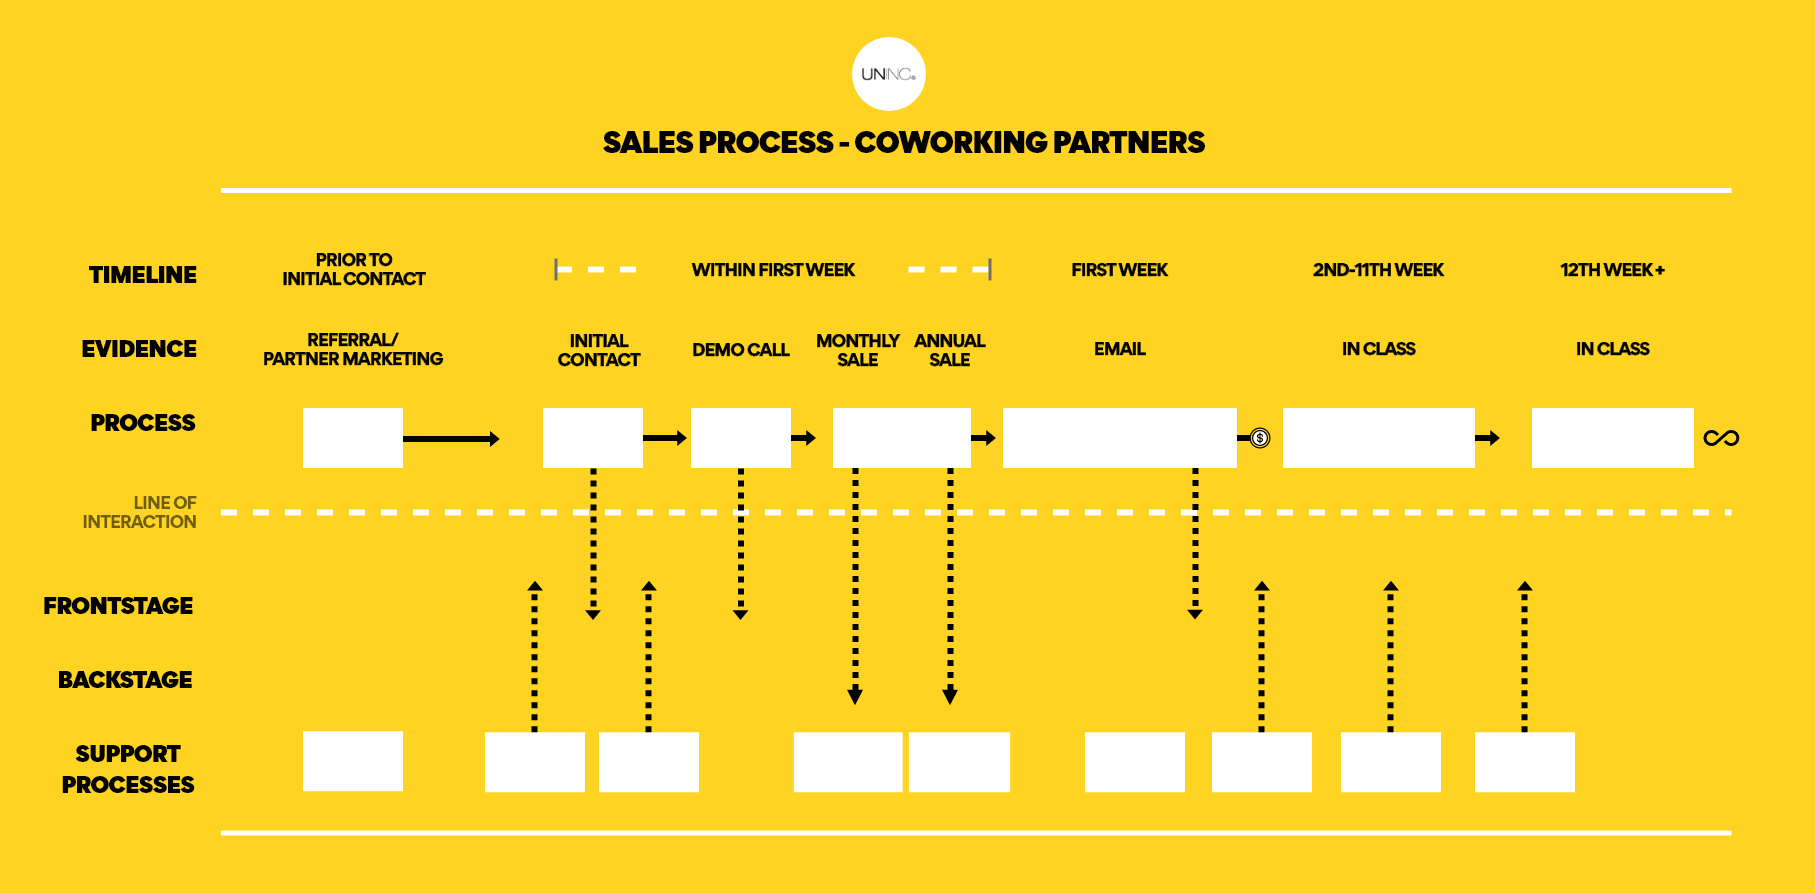 UNINC.®
SALES PROCESS - COWORKING PARTNERS
TIMELINE
PRIOR TO
INITIAL CONTACT
WITHIN FIRST WEEK
FIRST WEEK
2ND-11TH WEEK
12TH WEEK +
EVIDENCE
REFERRAL/
PARTNER MARKETING
INITIAL
CONTACT
DEMO CALL
MONTHLY
SALE
ANNUAL
SALE
EMAIL
IN CLASS
IN CLASS
PROCESS
$
∞
LINE OF
INTERACTION
FRONTSTAGE
BACKSTAGE
SUPPORT
PROCESSES